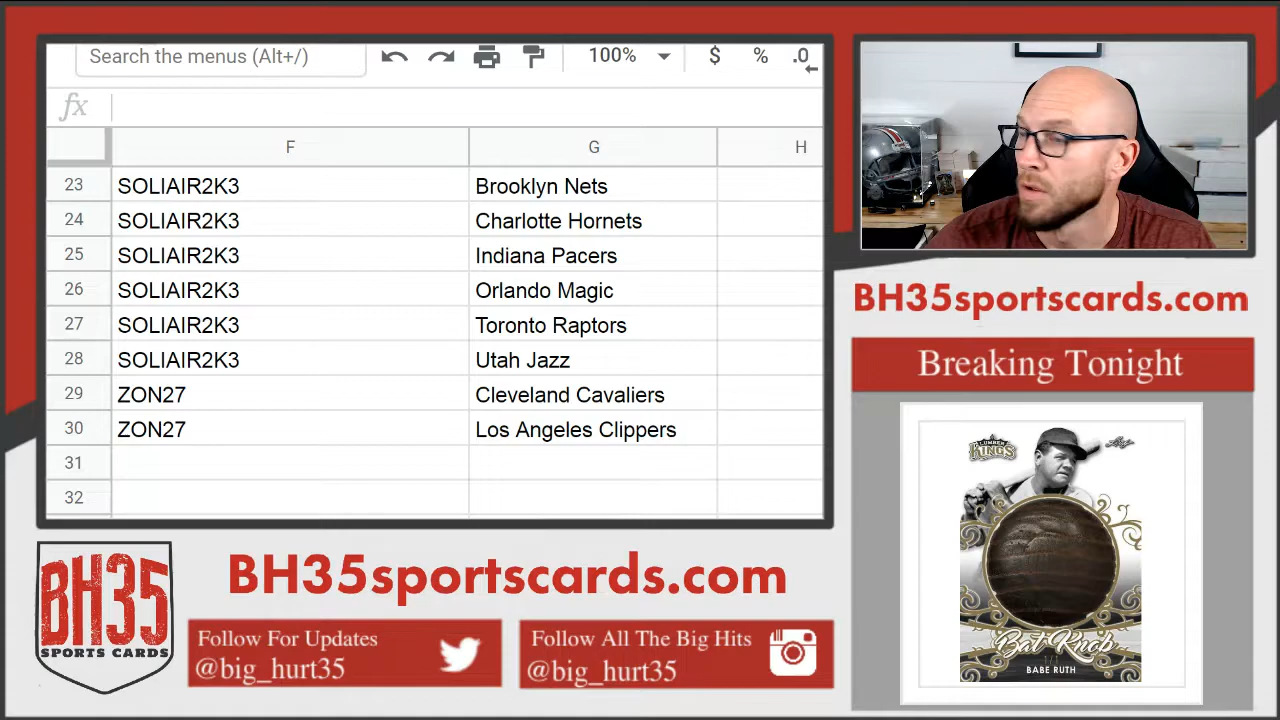 Search the menus (Alt+/)
100%
$ % .0
fx
F G H
23 SOLIAIR2K3 Brooklyn Nets
24 SOLIAIR2K3 Charlotte Hornets
25 SOLIAIR2K3 Indiana Pacers
26 SOLIAIR2K3 Orlando Magic
27 SOLIAIR2K3 Toronto Raptors
28 SOLIAIR2K3 Utah Jazz
29 ZON27 Cleveland Cavaliers
30 ZON27 Los Angeles Clippers
31
32
BH35sportscards.com
Breaking Tonight
LUMBER
KINGS
Leaf
Bat Knob
1/1
BABE RUTH
BH35
SPORTS CARDS
BH35sportscards.com
Follow For Updates
@big_hurt35
Follow All The Big Hits
@big_hurt35